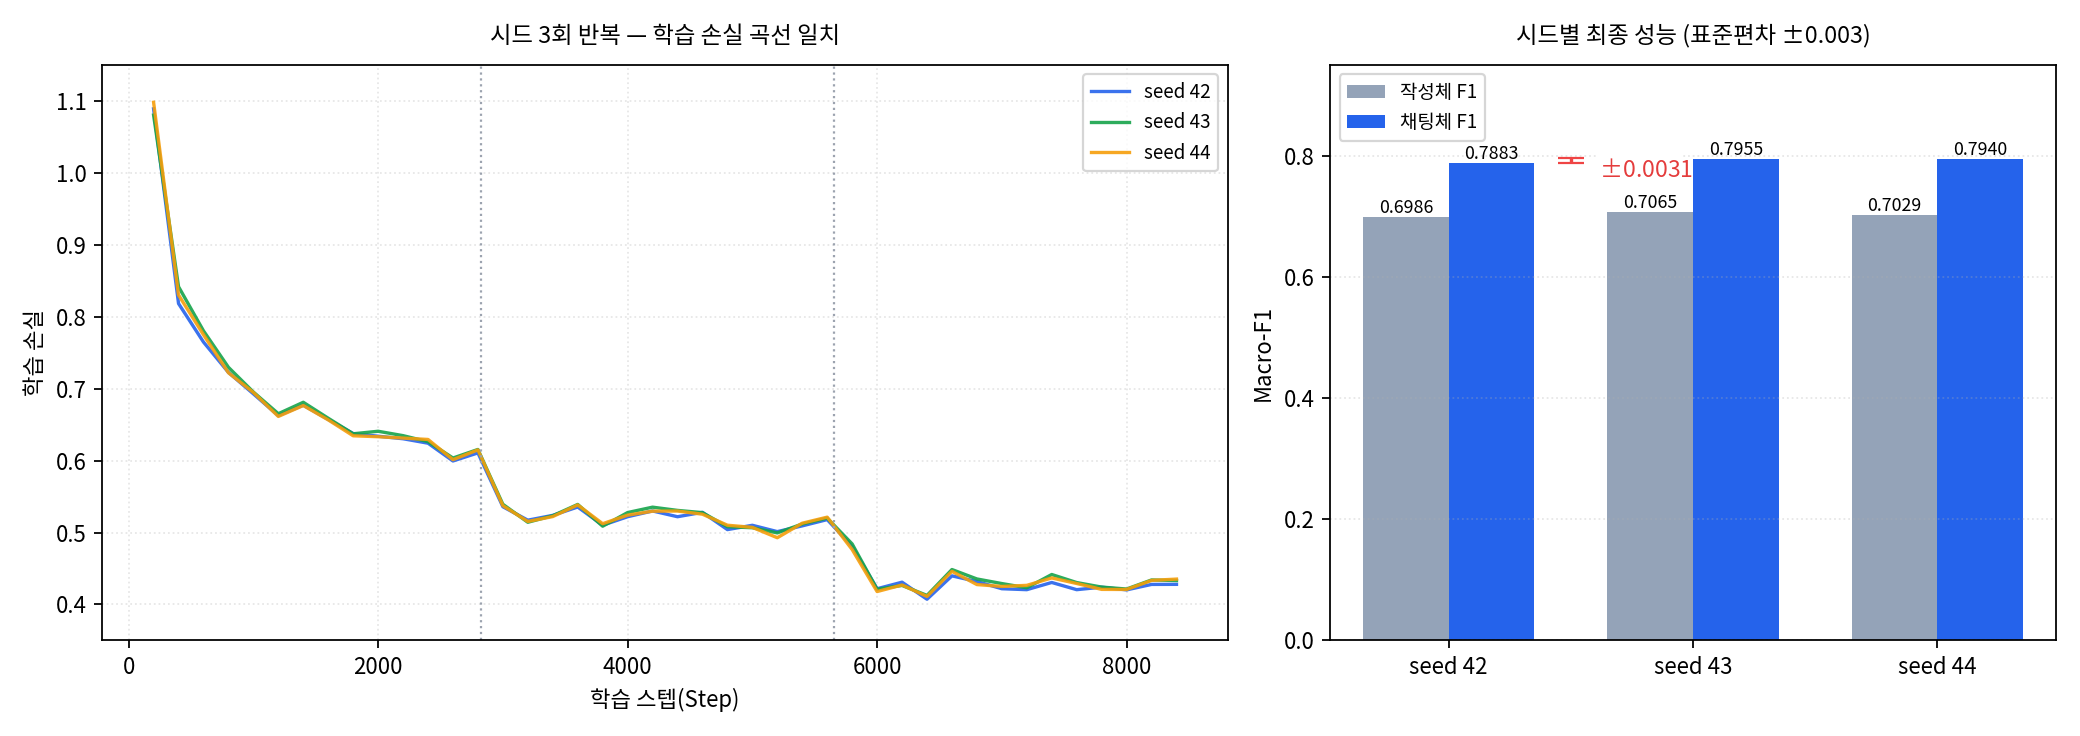 시드 3회 반복 — 학습 손실 곡선 일치
학습 손실
1.1
1.0
0.9
0.8
0.7
0.6
0.5
0.4
0
2000
4000
6000
8000
학습 스텝(Step)
seed 42
seed 43
seed 44
시드별 최종 성능 (표준편차 ±0.003)
Macro-F1
0.8
0.6
0.4
0.2
0.0
작성체 F1
채팅체 F1
0.6986
0.7883
±0.0031
0.7065
0.7955
0.7029
0.7940
seed 42
seed 43
seed 44